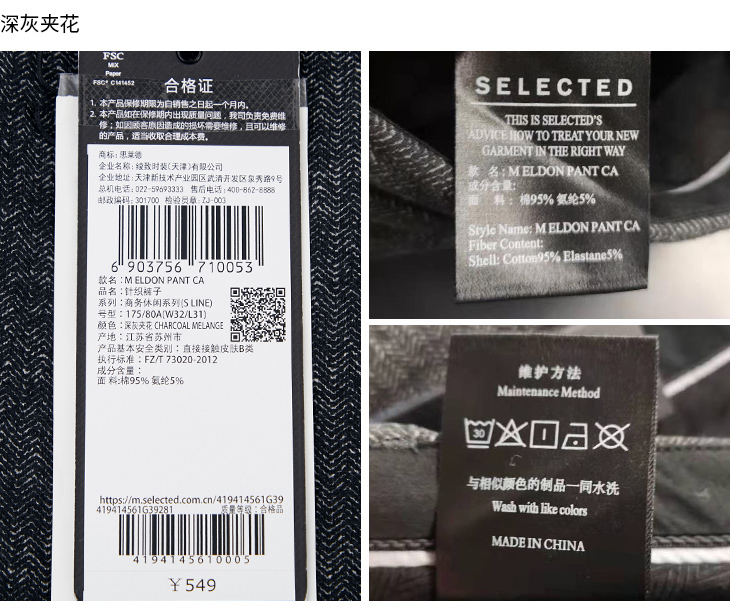 深灰夹花
FSC
MIX
Paper
FSC® C141452
合格证
1. 本产品保修期限为自销售之日起一个月内。
2. 本产品如在保修期内出现质量问题，我司负责免费维
修；如因顾客原因造成的损坏需要维修，且可以维修
的产品，适当收取合理成本费。
商标: 思莱德
企业名称: 绫致时装(天津)有限公司
企业地址: 天津新技术产业园区武清开发区泉秀路9号
总机电话:022-59693333 售后电话:400-862-8888
邮政编码: 301700 检验员章: ZJ-003
6 903756 710053
款名：M ELDON PANT CA
品名：针织裤子
系列：商务休闲系列(S LINE)
号型：175/80A(W32/L31)
颜色：深灰夹花 CHARCOAL MELANGE
产地：江苏省苏州市
产品基本安全类别：直接接触皮肤B类
执行标准：FZ/T 73020-2012
成分含量：
面 料:棉95% 氨纶5%
https://m.selected.com.cn/419414561G39
419414561G39281 质量等级：合格品
4194145610005
￥549
SELECTED
THIS IS SELECTED'S
ADVICE HOW TO TREAT YOUR NEW
GARMENT IN THE RIGHT WAY
款 名：M ELDON PANT CA
成分含量:
面 料: 棉95% 氨纶5%
Style Name: M ELDON PANT CA
Fiber Content:
Shell: Cotton95% Elastane5%
维护方法
Maintenance Method
30
与相似颜色的制品一同水洗
Wash with like colors
MADE IN CHINA